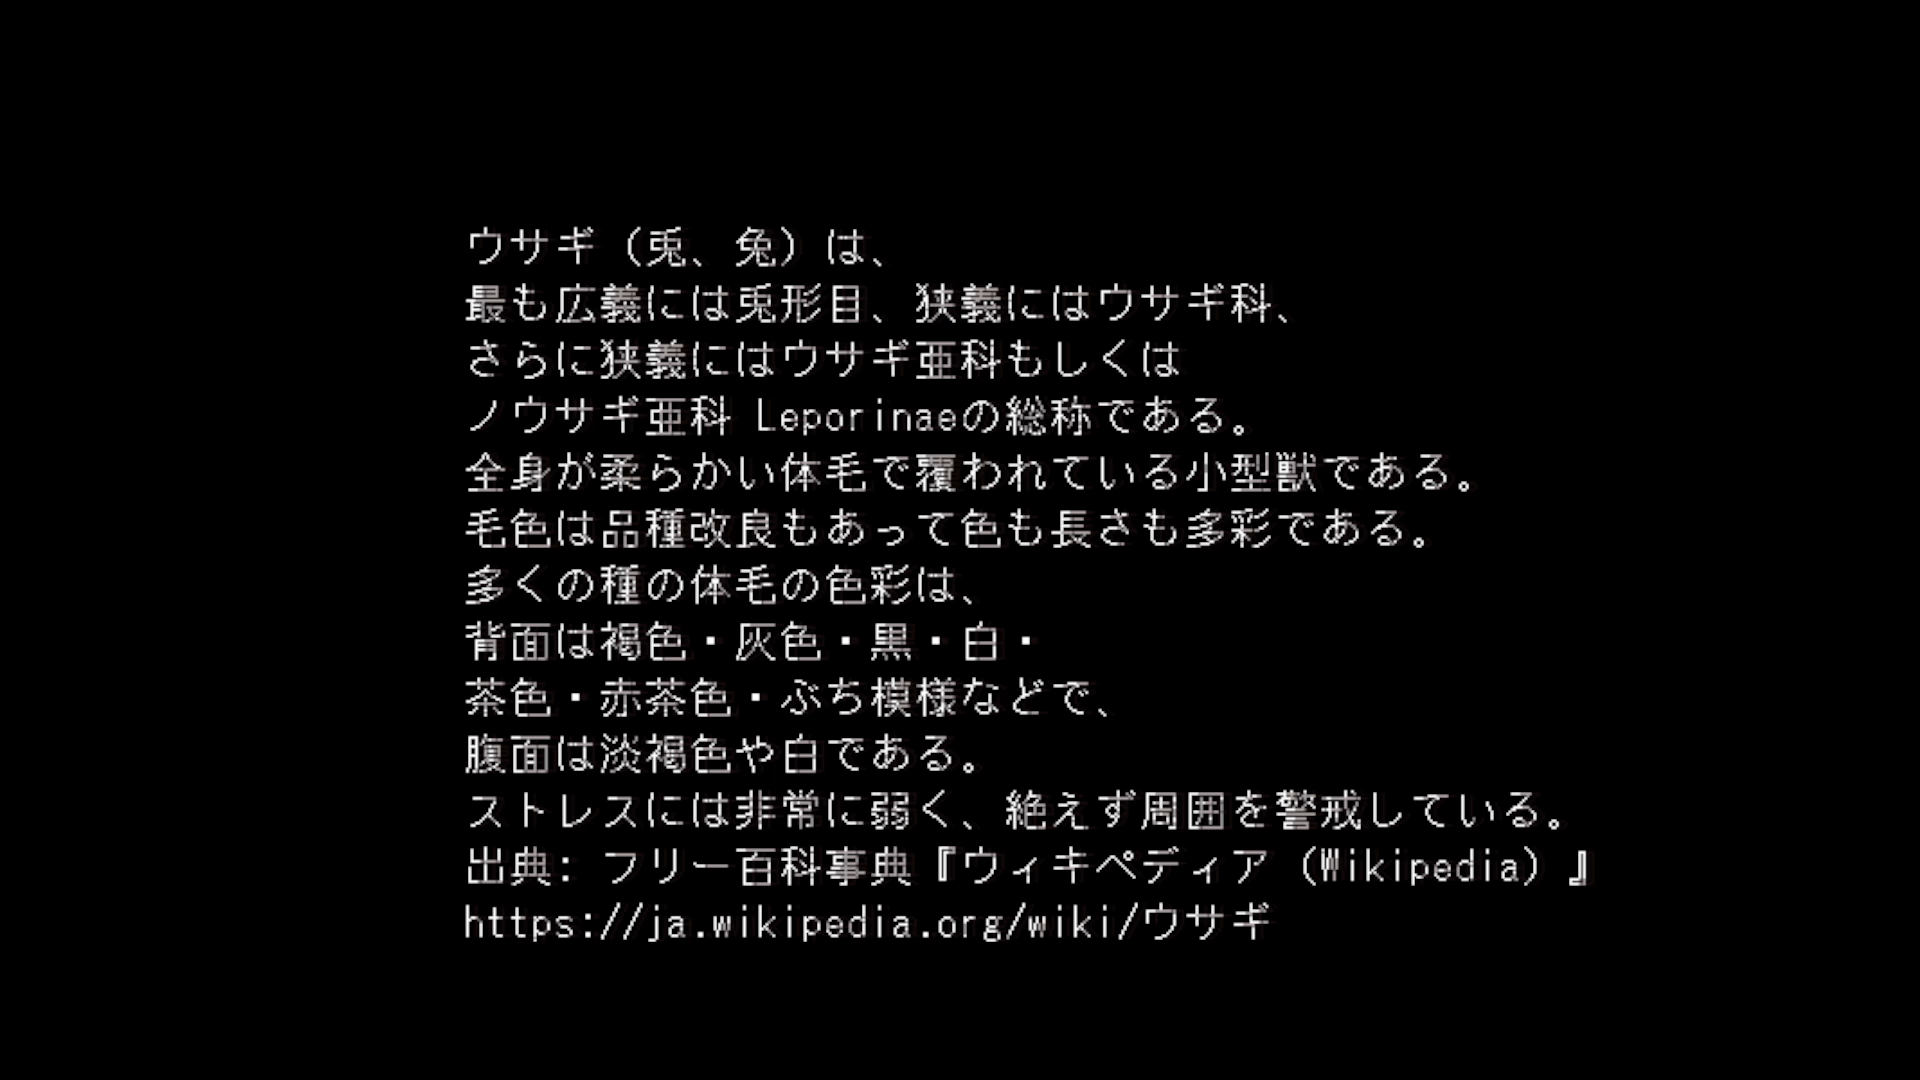 ウサギ（兎、兔）は、
最も広義には兎形目、狭義にはウサギ科、
さらに狭義にはウサギ亜科もしくは
ノウサギ亜科 Leporinaeの総称である。
全身が柔らかい体毛で覆われている小型獣である。
毛色は品種改良もあって色も長さも多彩である。
多くの種の体毛の色彩は、
背面は褐色・灰色・黒・白・
茶色・赤茶色・ぶち模様などで、
腹面は淡褐色や白である。
ストレスには非常に弱く、絶えず周囲を警戒している。
出典: フリー百科事典『ウィキペディア（Wikipedia）』
https://ja.wikipedia.org/wiki/ウサギ